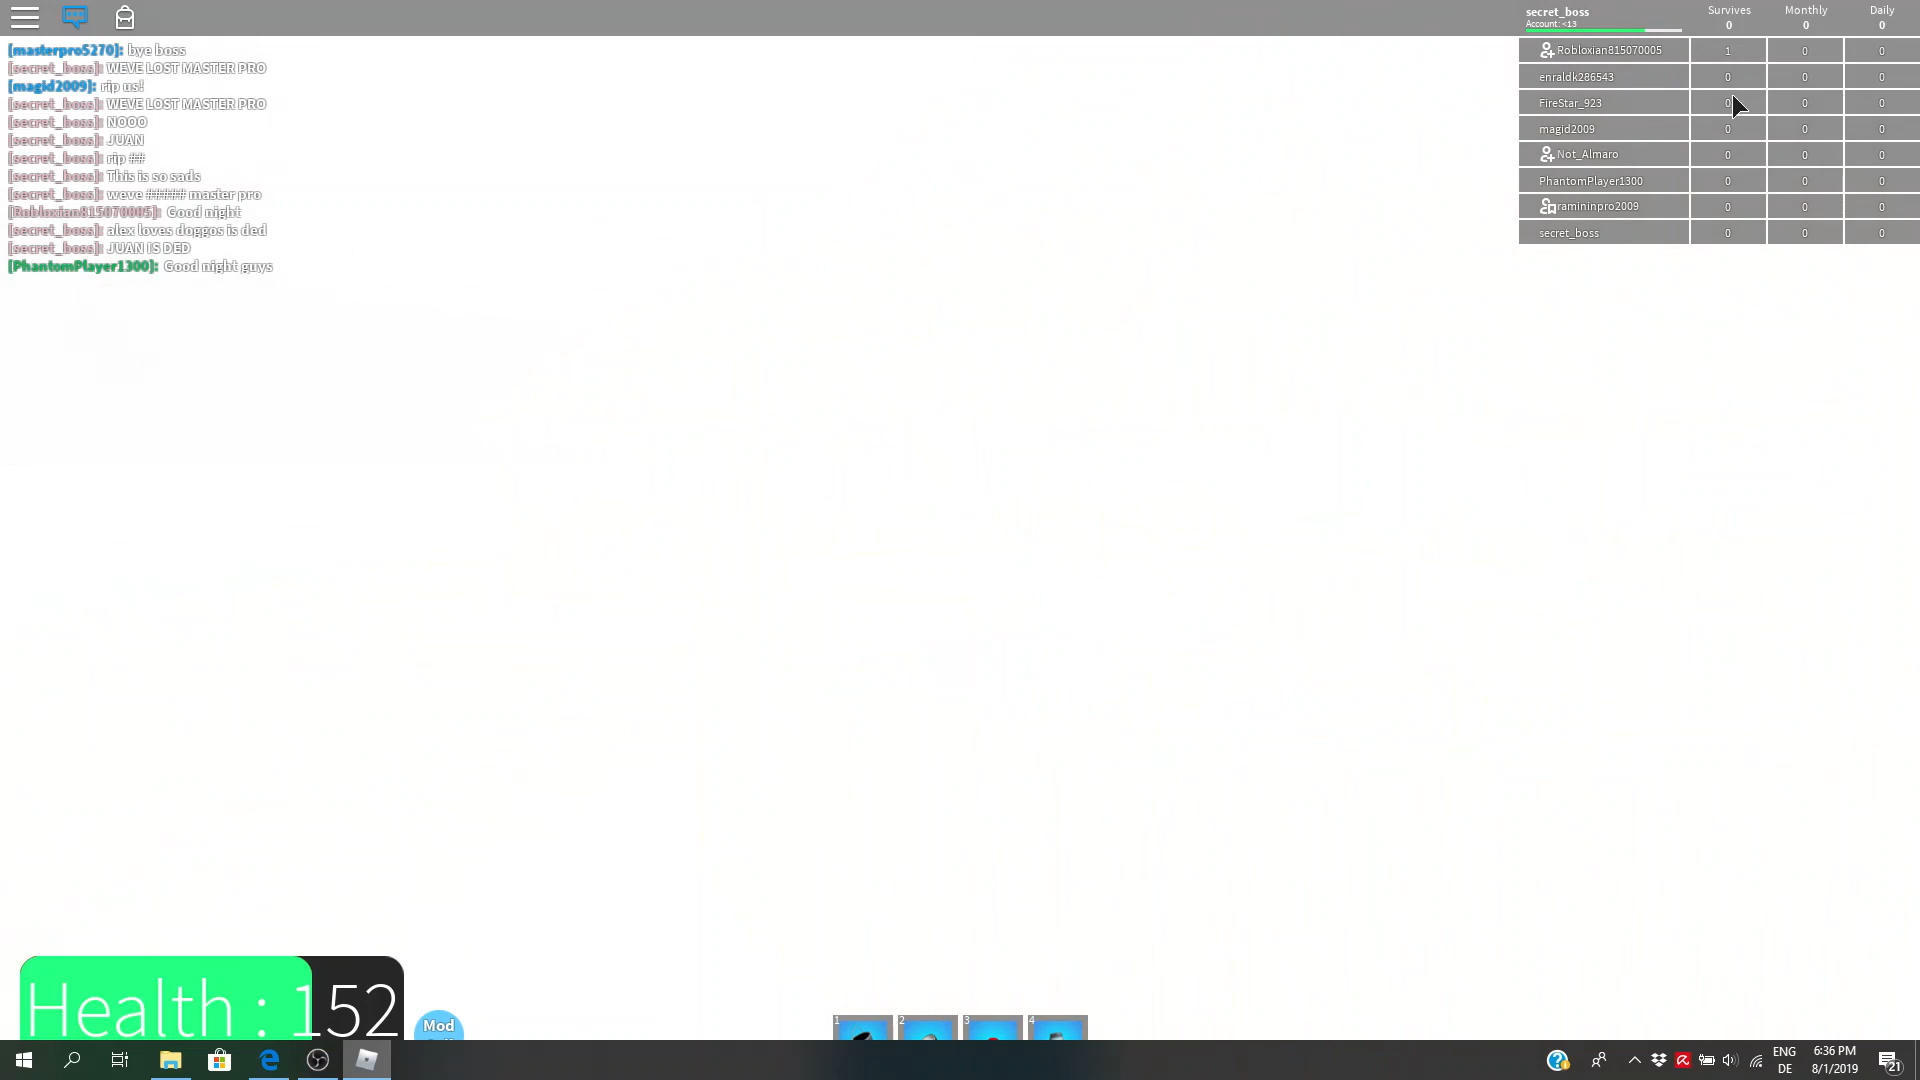 secret_boss
Account: <13
Survives Monthly Daily
0 0 0
[masterpro5270]: bye boss
[secret_boss]: WEVE LOST MASTER PRO
[magid2009]: rip us!
[secret_boss]: WEVE LOST MASTER PRO
[secret_boss]: NOOO
[secret_boss]: JUAN
[secret_boss]: rip ##
[secret_boss]: This is so sads
[secret_boss]: weve ##### master pro
[Robloxian815070005]: Good night
[secret_boss]: alex loves doggos is ded
[secret_boss]: JUAN IS DED
[PhantomPlayer1300]: Good night guys
Robloxian815070005 1 0 0
enraldk286543 0 0 0
FireStar_923 0 0 0
magid2009 0 0 0
Not_Almaro 0 0 0
PhantomPlayer1300 0 0 0
ramininpro2009 0 0 0
secret_boss 0 0 0
Health : 152
Mod
1 2 3 4
ENG
DE
6:36 PM
8/1/2019
21